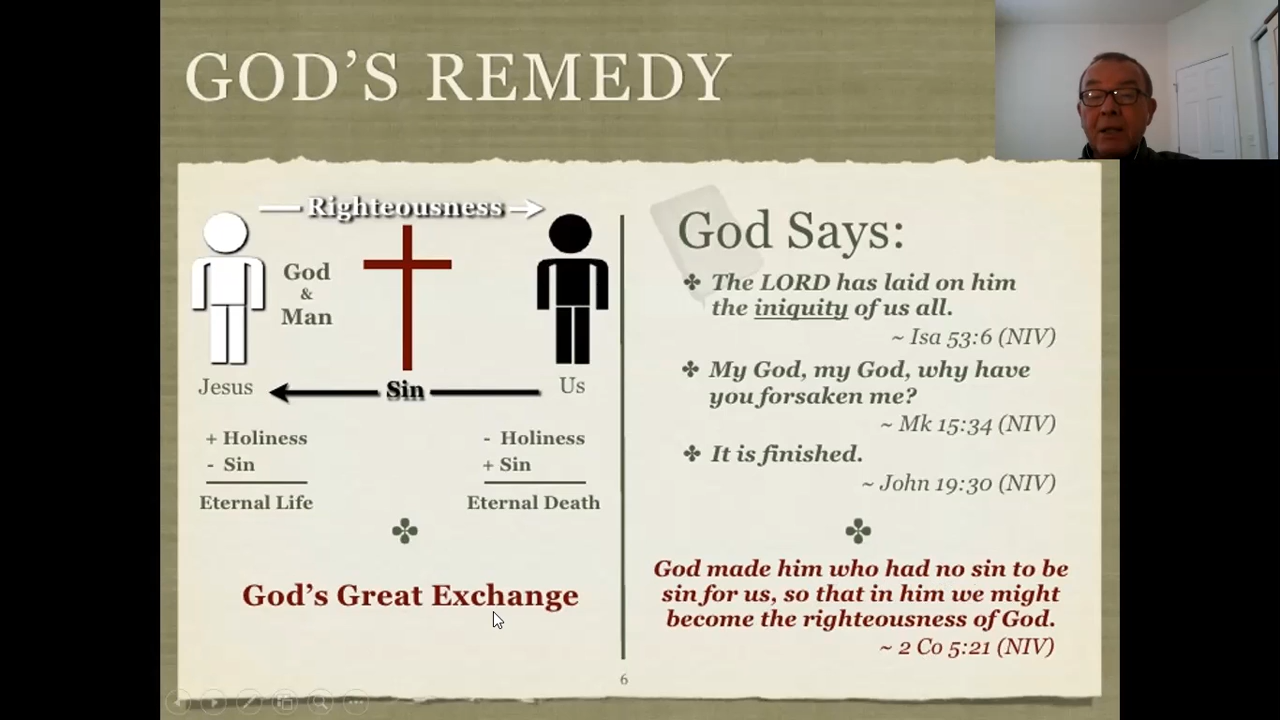 GOD'S REMEDY
Righteousness
God
&
Man
Jesus
Sin
Us
+ Holiness
- Sin
Eternal Life
- Holiness
+ Sin
Eternal Death
God's Great Exchange
God Says:
The LORD has laid on him
the iniquity of us all.
~ Isa 53:6 (NIV)
My God, my God, why have
you forsaken me?
~ Mk 15:34 (NIV)
It is finished.
~ John 19:30 (NIV)
God made him who had no sin to be
sin for us, so that in him we might
become the righteousness of God.
~ 2 Co 5:21 (NIV)
6